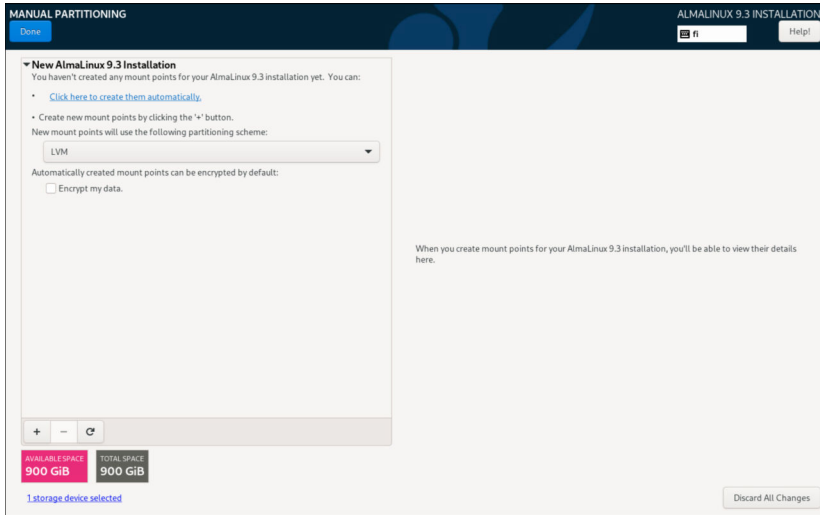 MANUAL PARTITIONING
ALMALINUX 9.3 INSTALLATION
Done
fi
Help!
New AlmaLinux 9.3 Installation
You haven't created any mount points for your AlmaLinux 9.3 installation yet. You can:
• Click here to create them automatically.
• Create new mount points by clicking the '+' button.
New mount points will use the following partitioning scheme:
LVM
Automatically created mount points can be encrypted by default:
Encrypt my data.
When you create mount points for your AlmaLinux 9.3 installation, you'll be able to view their details
here.
+ −
AVAILABLE SPACE
900 GiB
TOTAL SPACE
900 GiB
1 storage device selected
Discard All Changes